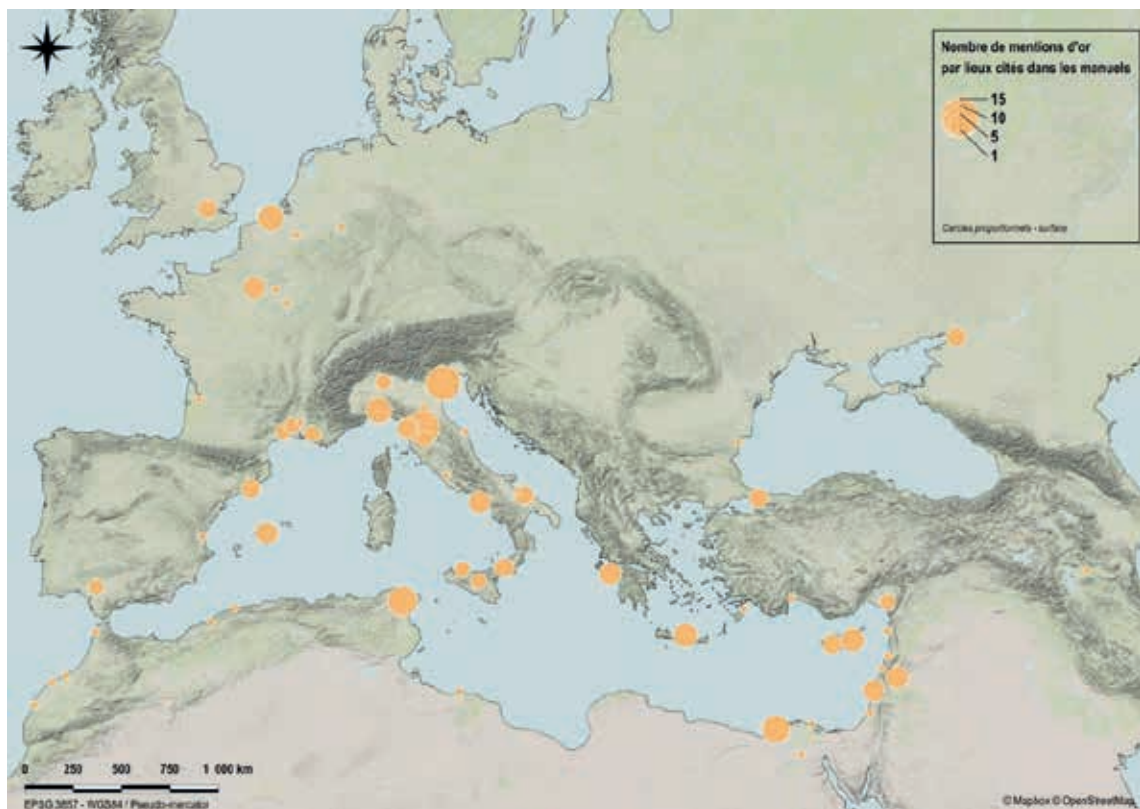 Nombre de mentions d'or
par lieux cités dans les manuels
15
10
5
1
Cercles proportionnels - surface
0 250 500 750 1 000 km
EPSG:3857 - WGS84 / Pseudo-mercator
© Mapbox © OpenStreetMap